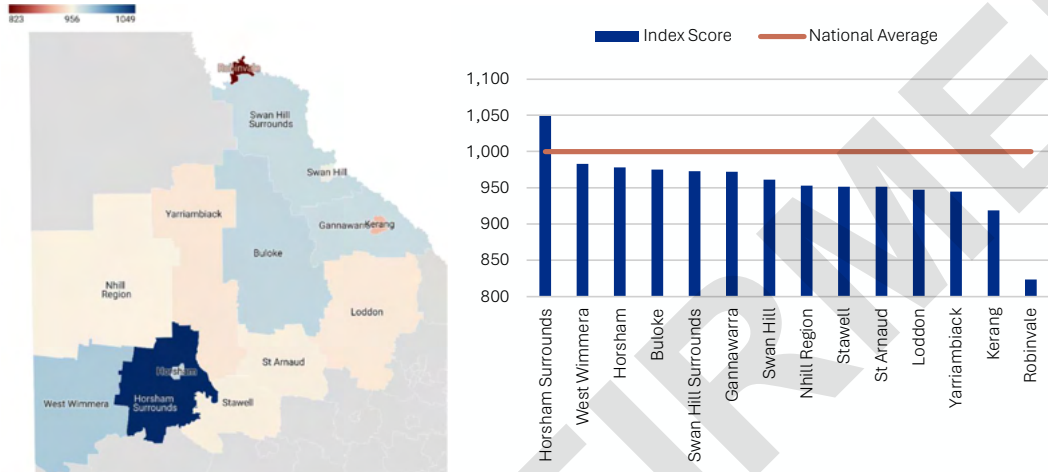 823 956 1049
Robinvale
Swan Hill
Surrounds
Swan Hill
Yarriambiack
Gannawarra
Kerang
Buloke
Nhill
Region
Loddon
St Arnaud
Horsham
West Wimmera
Horsham
Surrounds
Stawell
Index Score
National Average
1,100
1,050
1,000
950
900
850
800
Horsham Surrounds
West Wimmera
Horsham
Buloke
Swan Hill Surrounds
Gannawarra
Swan Hill
Nhill Region
Stawell
St Arnaud
Loddon
Yarriambiack
Kerang
Robinvale